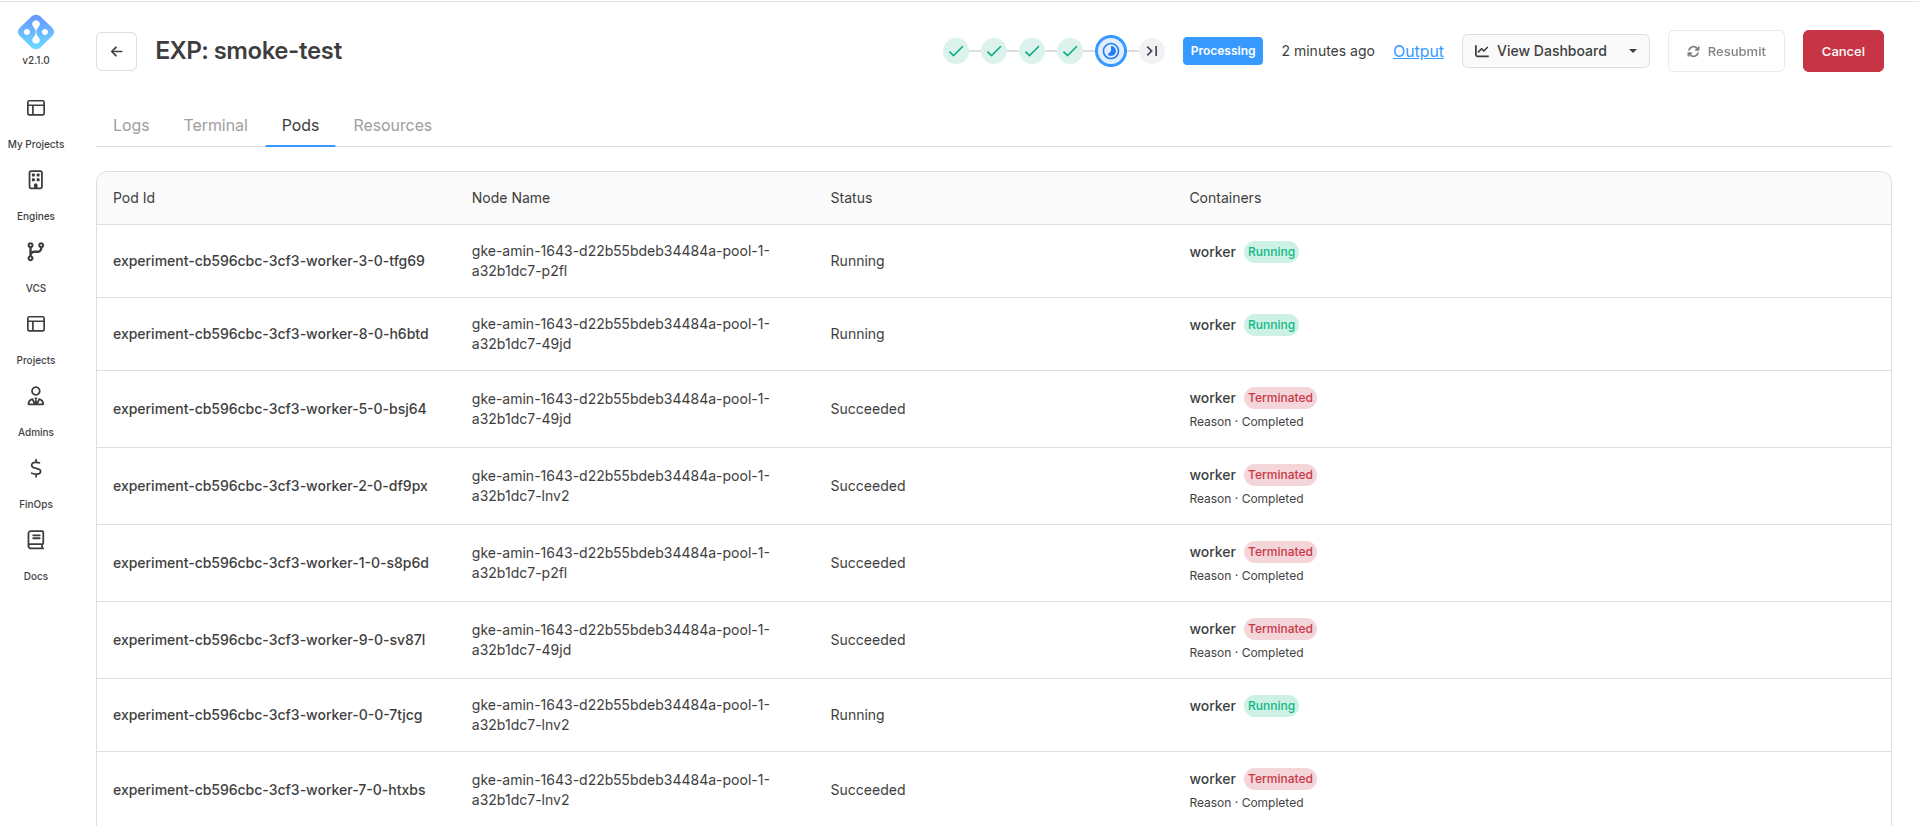 v2.1.0
EXP: smoke-test
Processing
2 minutes ago
Output
View Dashboard
Resubmit
Cancel
My Projects
Engines
VCS
Projects
Admins
FinOps
Docs
Logs
Terminal
Pods
Resources
Pod Id
Node Name
Status
Containers
experiment-cb596cbc-3cf3-worker-3-0-tfg69
gke-amin-1643-d22b55bdeb34484a-pool-1-
a32b1dc7-p2fl
Running
worker Running
experiment-cb596cbc-3cf3-worker-8-0-h6btd
gke-amin-1643-d22b55bdeb34484a-pool-1-
a32b1dc7-49jd
Running
worker Running
experiment-cb596cbc-3cf3-worker-5-0-bsj64
gke-amin-1643-d22b55bdeb34484a-pool-1-
a32b1dc7-49jd
Succeeded
worker Terminated
Reason · Completed
experiment-cb596cbc-3cf3-worker-2-0-df9px
gke-amin-1643-d22b55bdeb34484a-pool-1-
a32b1dc7-lnv2
Succeeded
worker Terminated
Reason · Completed
experiment-cb596cbc-3cf3-worker-1-0-s8p6d
gke-amin-1643-d22b55bdeb34484a-pool-1-
a32b1dc7-p2fl
Succeeded
worker Terminated
Reason · Completed
experiment-cb596cbc-3cf3-worker-9-0-sv87l
gke-amin-1643-d22b55bdeb34484a-pool-1-
a32b1dc7-49jd
Succeeded
worker Terminated
Reason · Completed
experiment-cb596cbc-3cf3-worker-0-0-7tjcg
gke-amin-1643-d22b55bdeb34484a-pool-1-
a32b1dc7-lnv2
Running
worker Running
experiment-cb596cbc-3cf3-worker-7-0-htxbs
gke-amin-1643-d22b55bdeb34484a-pool-1-
a32b1dc7-lnv2
Succeeded
worker Terminated
Reason · Completed